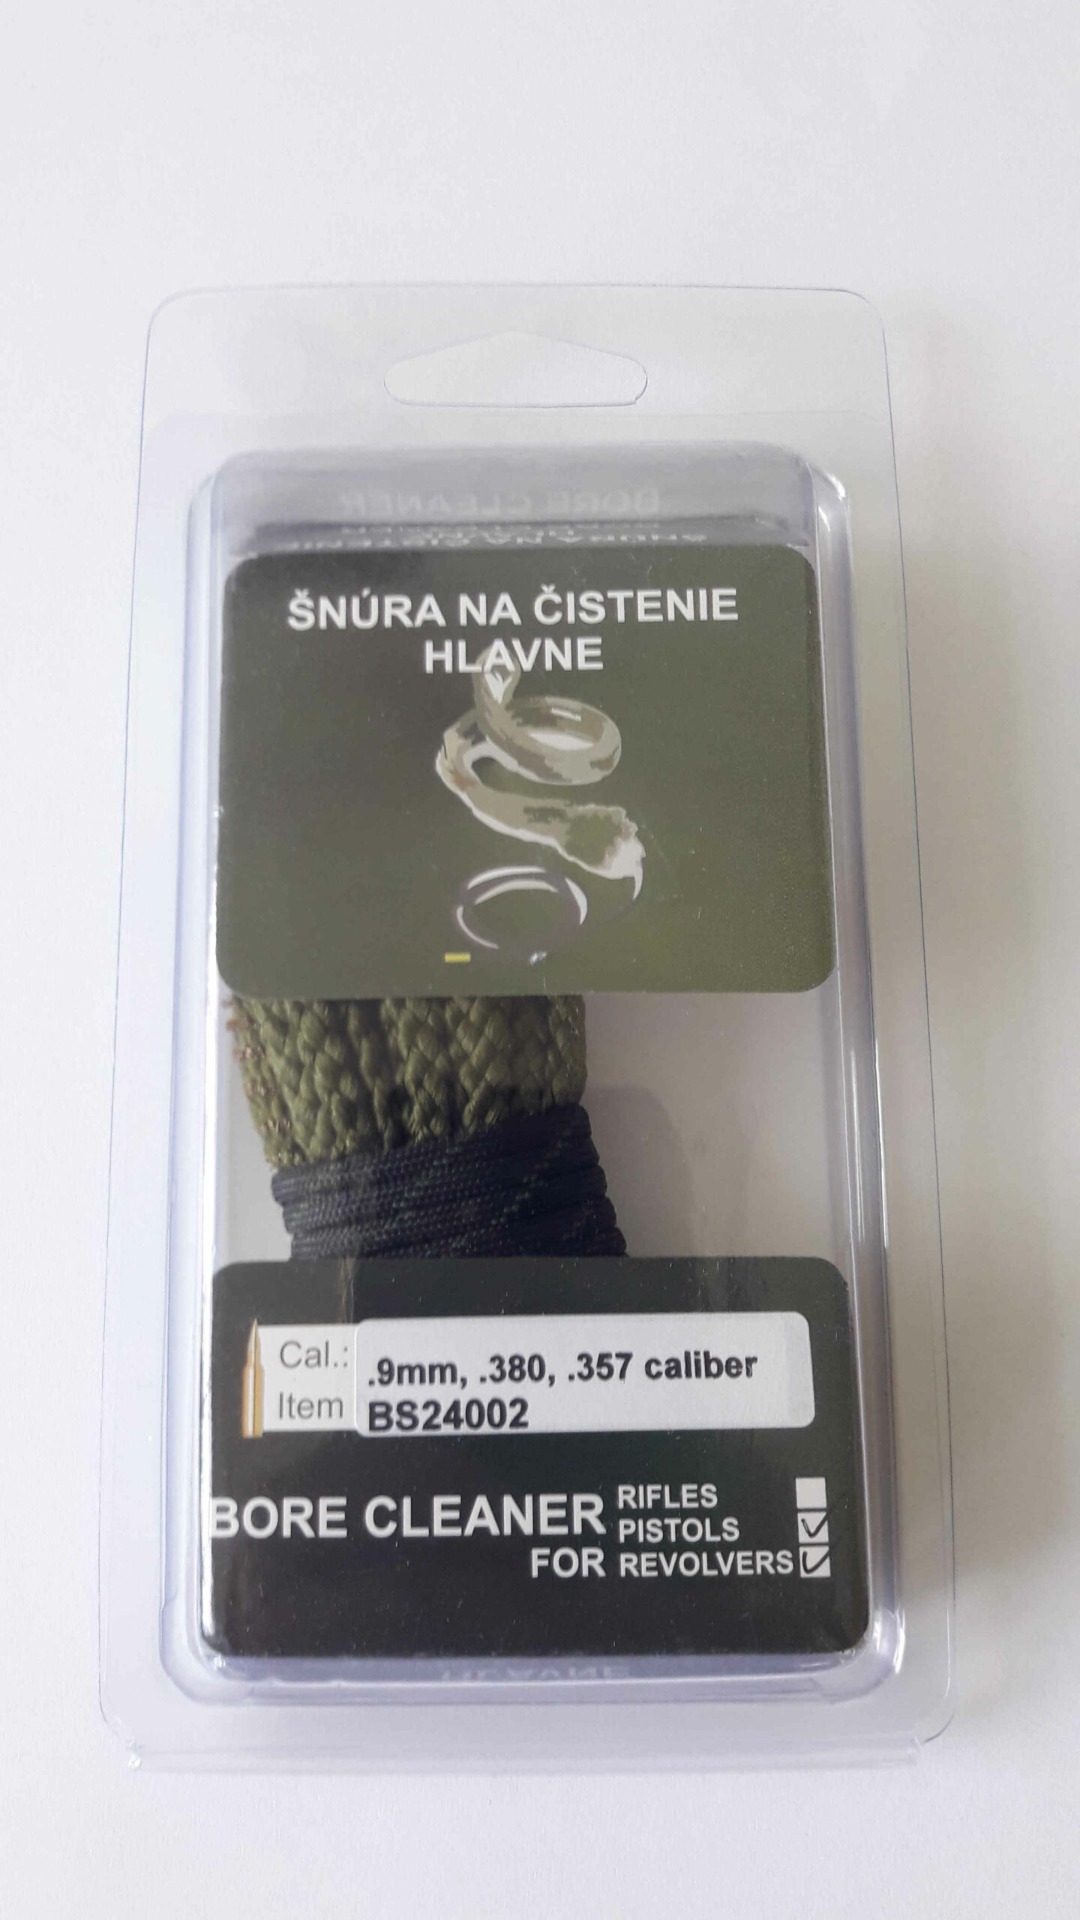 ŠNÚRA NA ČISTENIE
HLAVNE
Cal.: .9mm, .380, .357 caliber
Item BS24002
BORE CLEANER
FOR
RIFLES
PISTOLS
REVOLVERS